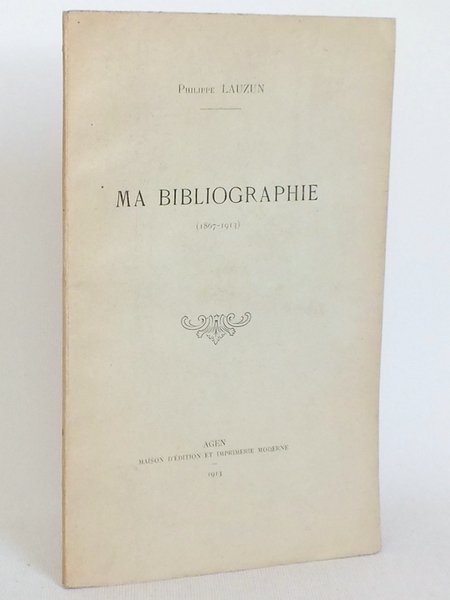 Philippe LAUZUN
MA BIBLIOGRAPHIE
(1867-1913)
AGEN
MAISON D'ÉDITION ET IMPRIMERIE MODERNE
1913